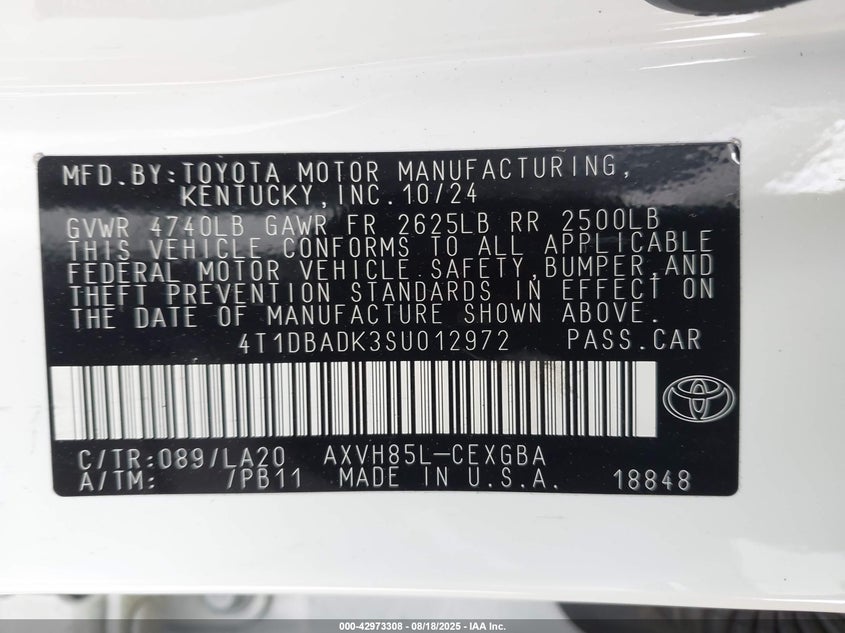 MFD.BY:TOYOTA MOTOR MANUFACTURING,
KENTUCKY,INC.10/24
GVWR 4740LB GAWR FR 2625LB RR 2500LB
THIS VEHICLE CONFORMS TO ALL APPLICABLE
FEDERAL MOTOR VEHICLE SAFETY,BUMPER,AND
THEFT PREVENTION STANDARDS IN EFFECT ON
THE DATE OF MANUFACTURE SHOWN ABOVE.
4T1DBADK3SU012972 PASS.CAR
C/TR:089/LA20 AXVH85L-CEXGBA
A/TM: /PB11 MADE IN U.S.A. 18848
000-42973308 - 08/18/2025 - IAA Inc.